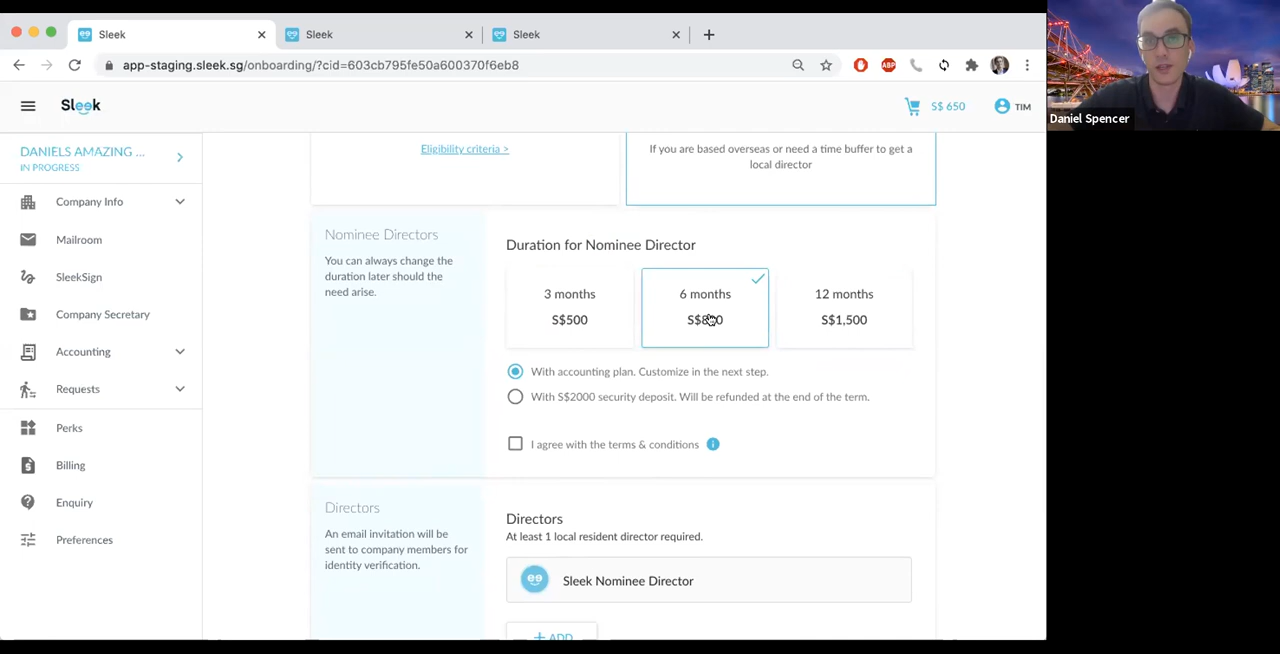 Sleek
Sleek
Sleek
app-staging.sleek.sg/onboarding/?cid=603cb795fe50a600370f6eb8
ABP
Sleek
S$ 650
TIM
Daniel Spencer
DANIELS AMAZING ...
IN PROGRESS
Company Info
Mailroom
SleekSign
Company Secretary
Accounting
Requests
Perks
Billing
Enquiry
Preferences
Eligibility criteria >
If you are based overseas or need a time buffer to get a
local director
Nominee Directors
You can always change the
duration later should the
need arise.
Duration for Nominee Director
3 months
S$500
6 months
12 months
S$1,500
With accounting plan. Customize in the next step.
With S$2000 security deposit. Will be refunded at the end of the term.
I agree with the terms & conditions
Directors
An email invitation will be
sent to company members for
identity verification.
Directors
At least 1 local resident director required.
Sleek Nominee Director
+ ADD